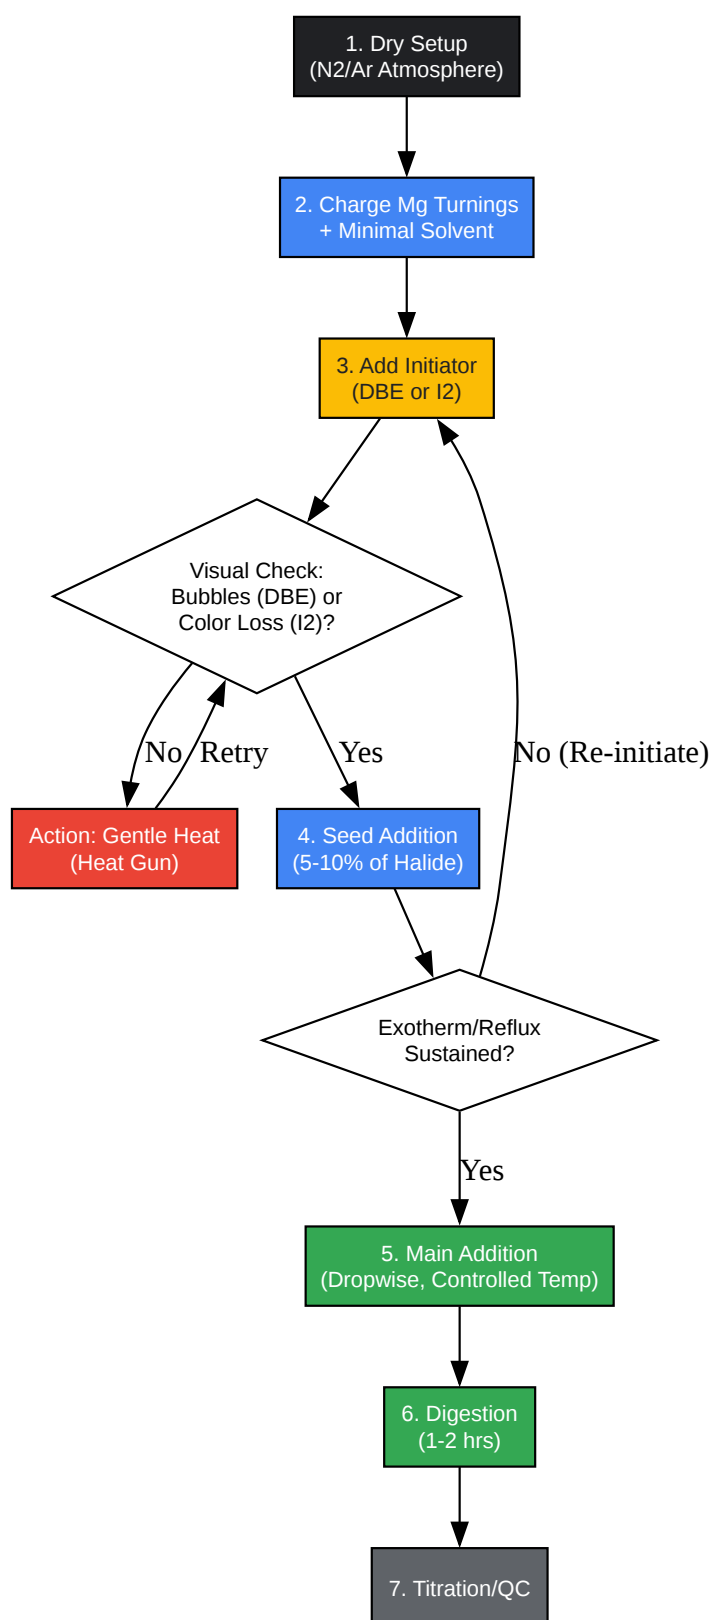 1. Dry Setup
(N2/Ar Atmosphere)
2. Charge Mg Turnings
+ Minimal Solvent
3. Add Initiator
(DBE or I2)
Visual Check:
Bubbles (DBE) or
Color Loss (I2)?
No
Retry
Yes
No (Re-initiate)
Action: Gentle Heat
(Heat Gun)
4. Seed Addition
(5-10% of Halide)
Exotherm/Reflux
Sustained?
Yes
5. Main Addition
(Dropwise, Controlled Temp)
6. Digestion
(1-2 hrs)
7. Titration/QC